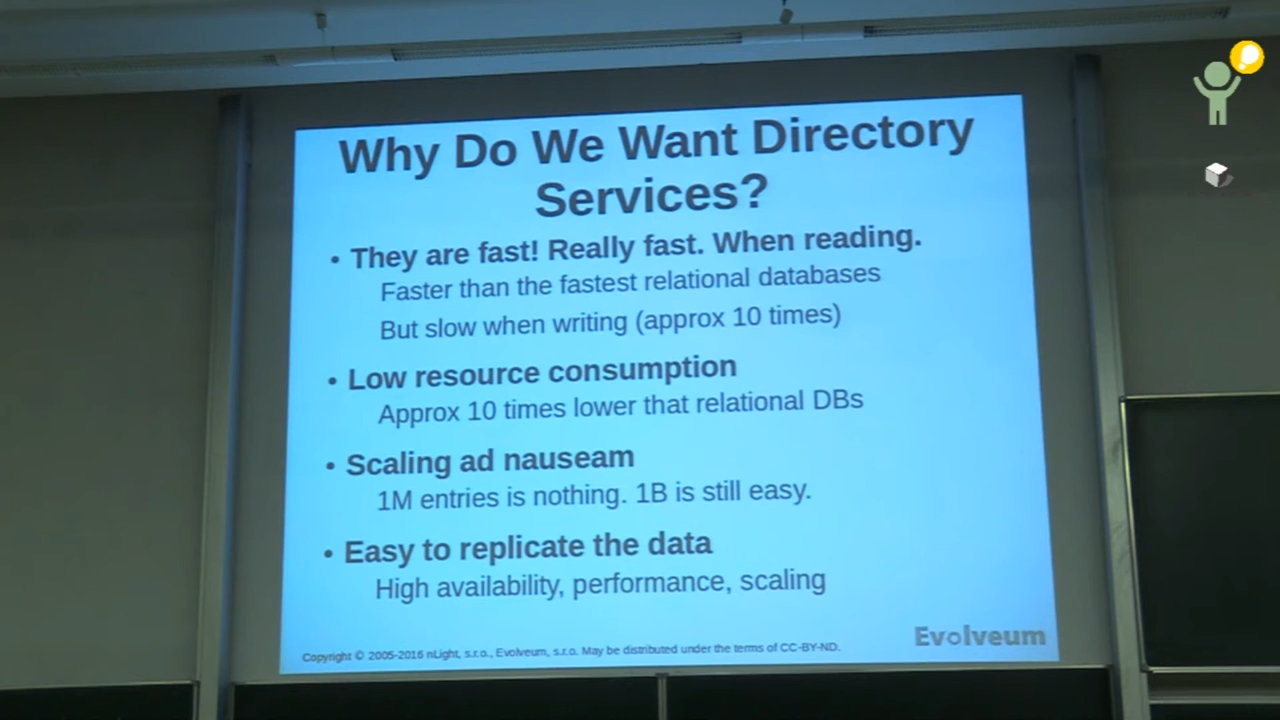 Why Do We Want Directory
Services?
• They are fast! Really fast. When reading.
Faster than the fastest relational databases
But slow when writing (approx 10 times)
• Low resource consumption
Approx 10 times lower that relational DBs
• Scaling ad nauseam
1M entries is nothing. 1B is still easy.
• Easy to replicate the data
High availability, performance, scaling
Evolveum
Copyright © 2005-2016 nLight, s.r.o., Evolveum, s.r.o. May be distributed under the terms of CC-BY-ND.